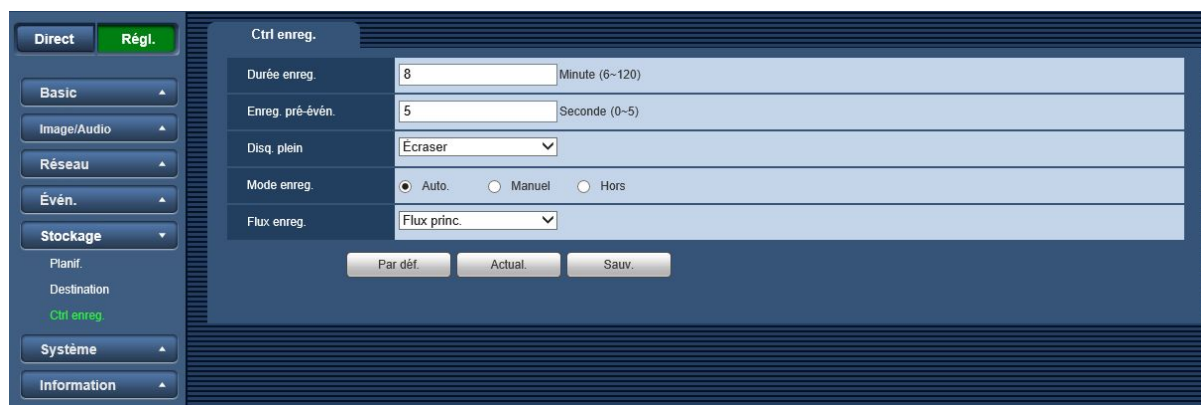 Direct Régl.
Basic
Image/Audio
Réseau
Évén.
Stockage
Planif.
Destination
Ctrl enreg.
Système
Information
Ctrl enreg.
Durée enreg. 8 Minute (6~120)
Enreg. pré-évén. 5 Seconde (0~5)
Disq. plein Écraser
Mode enreg. Auto. Manuel Hors
Flux enreg. Flux princ.
Par déf. Actual. Sauv.